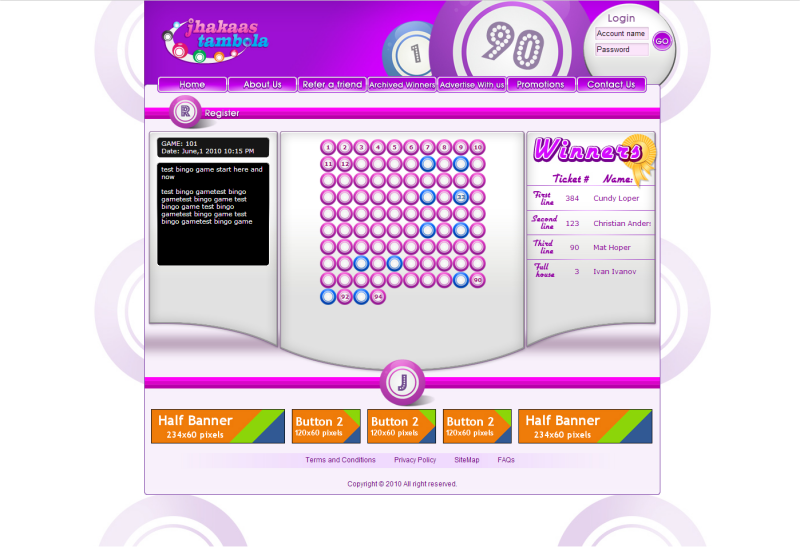 jhakaas
tambola
1
90
Login
Account name
Password
GO
Home
About Us
Refer a friend
Archived Winners
Advertise With us
Promotions
Contact Us
R
Register
GAME: 101
Date: June,1 2010 10:15 PM
test bingo game start here and
now
test bingo gametest bingo
gametest bingo game test
bingo game test bingo
gametest bingo game test
bingo gametest bingo game
1 2 3 4 5 6 7 8 9 10
11 12
90
92 94
Winners
Ticket # Name:
First
line 384 Cundy Loper
Second
line 123 Christian Anders
Third
line 90 Mat Hoper
Full
house 3 Ivan Ivanov
J
Half Banner
234x60 pixels
Button 2
120x60 pixels
Button 2
120x60 pixels
Button 2
120x60 pixels
Half Banner
234x60 pixels
Terms and Conditions Privacy Policy SiteMap FAQs
Copyright © 2010 All right reserved.